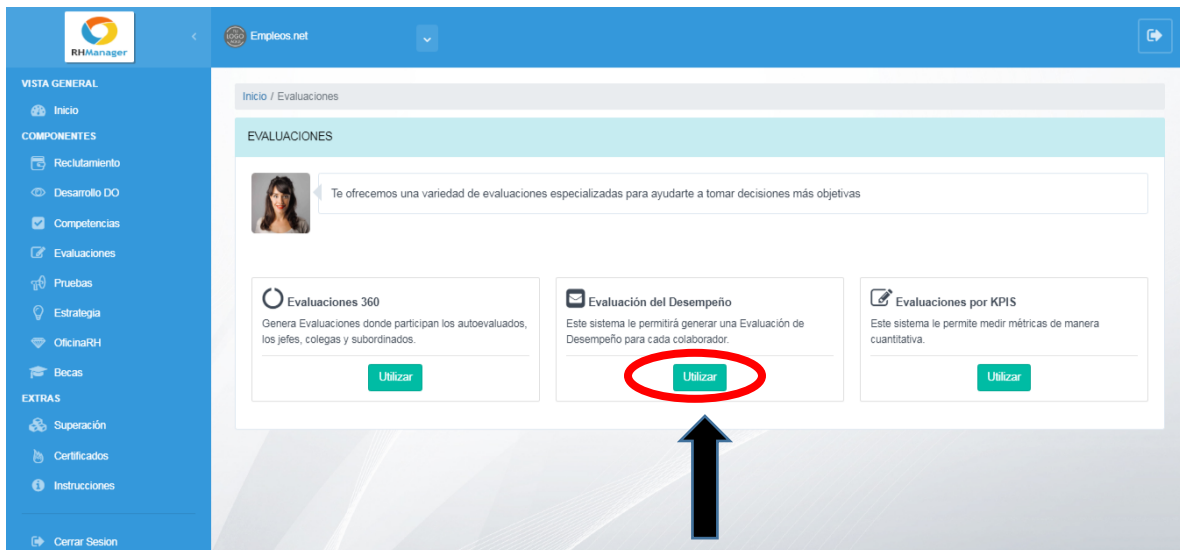 RHManager
Empleos.net
VISTA GENERAL
Inicio
COMPONENTES
Reclutamiento
Desarrollo DO
Competencias
Evaluaciones
Pruebas
Estrategia
OficinaRH
Becas
EXTRAS
Superación
Certificados
Instrucciones
Cerrar Sesion
Inicio / Evaluaciones
EVALUACIONES
Te ofrecemos una variedad de evaluaciones especializadas para ayudarte a tomar decisiones más objetivas
Evaluaciones 360
Genera Evaluaciones donde participan los autoevaluados,
los jefes, colegas y subordinados.
Utilizar
Evaluación del Desempeño
Este sistema le permitirá generar una Evaluación de
Desempeño para cada colaborador.
Utilizar
Evaluaciones por KPIS
Este sistema le permite medir métricas de manera
cuantitativa.
Utilizar